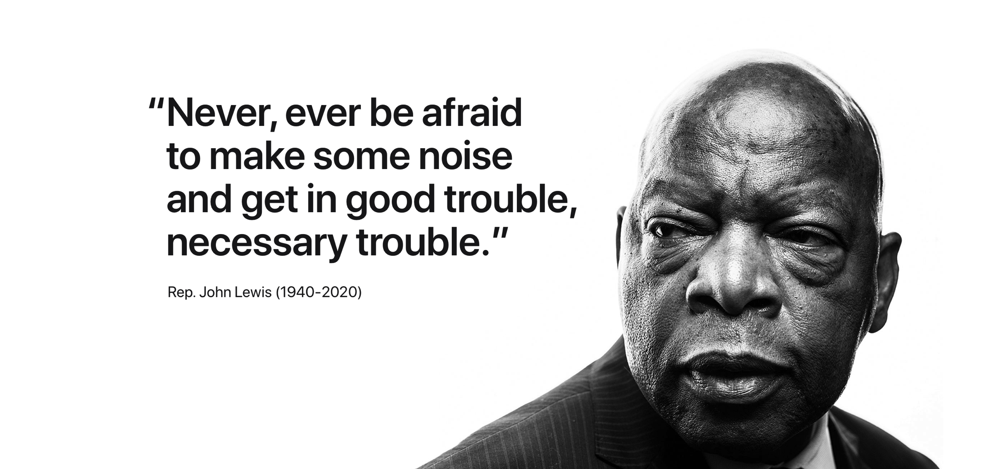 “Never, ever be afraid
to make some noise
and get in good trouble,
necessary trouble.”
Rep. John Lewis (1940-2020)